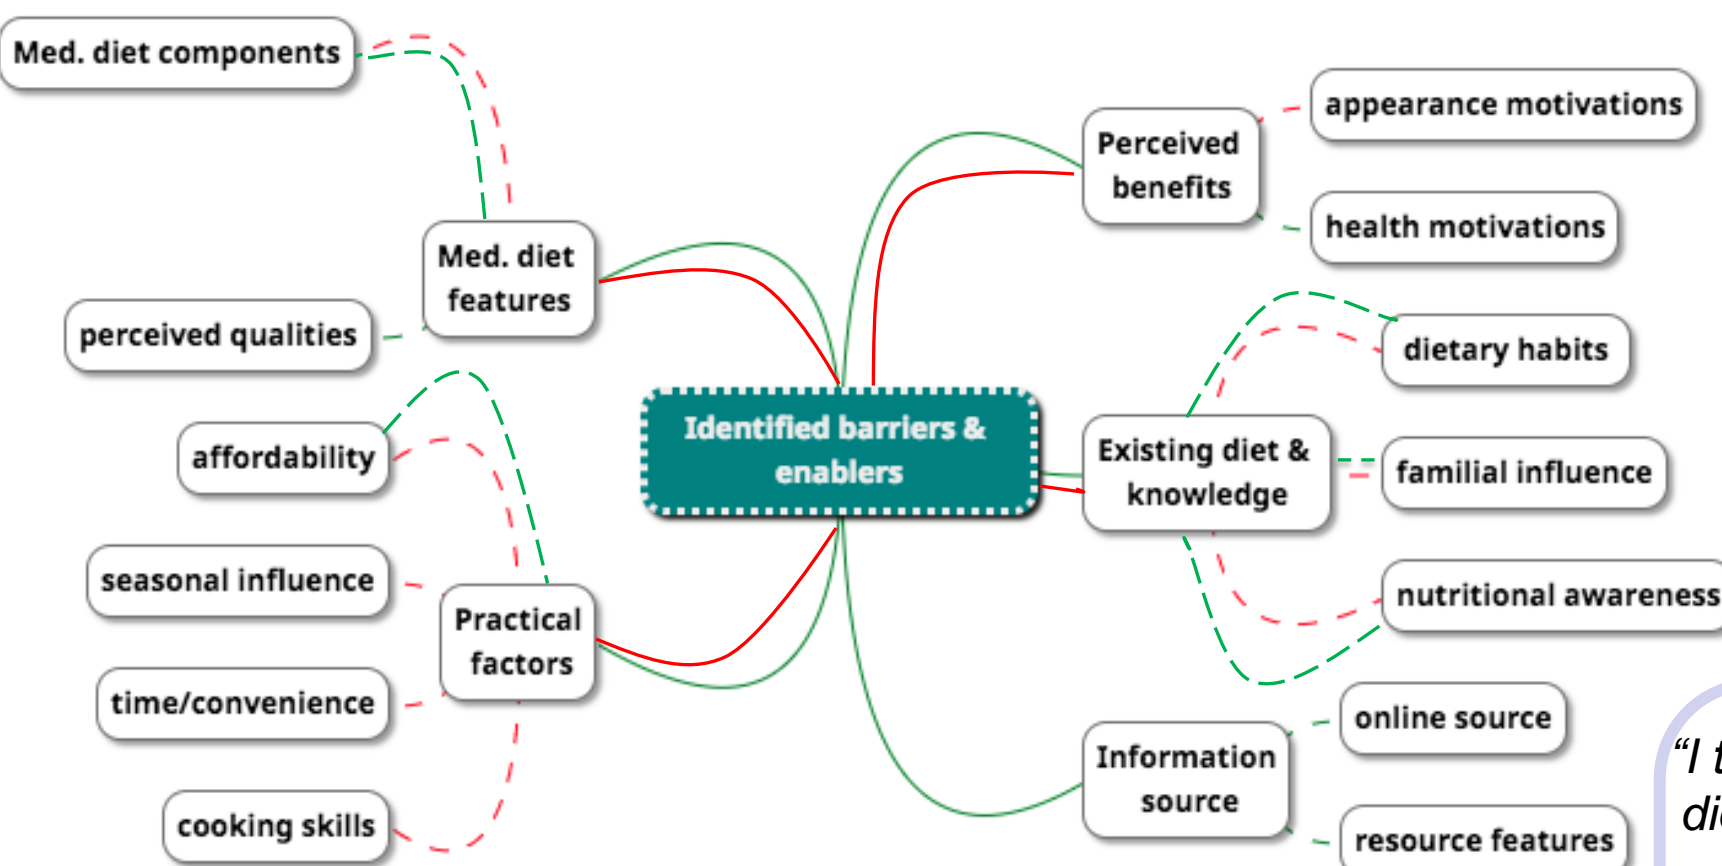 Med. diet components
Med. diet
features
perceived qualities
affordability
seasonal influence
Practical
factors
time/convenience
cooking skills
Identified barriers &
enablers
Perceived
benefits
appearance motivations
health motivations
Existing diet &
knowledge
dietary habits
familial influence
nutritional awareness
Information
source
online source
resource features
“I